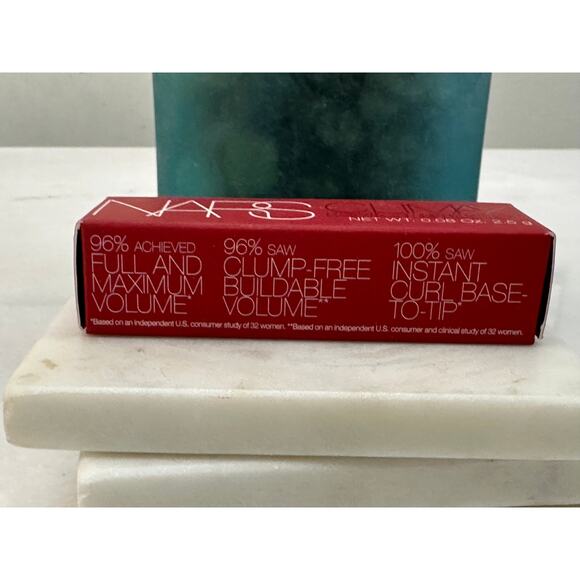 NARS CLIMAX
NET WT. 0.08 OZ. 2.5 g
96% ACHIEVED
FULL AND
MAXIMUM
VOLUME*
96% SAW
CLUMP-FREE
BUILDABLE
VOLUME**
100% SAW
INSTANT
CURL BASE-
TO-TIP*
*Based on an independent U.S. consumer study of 32 women. **Based on an independent U.S. consumer and clinical study of 32 women.